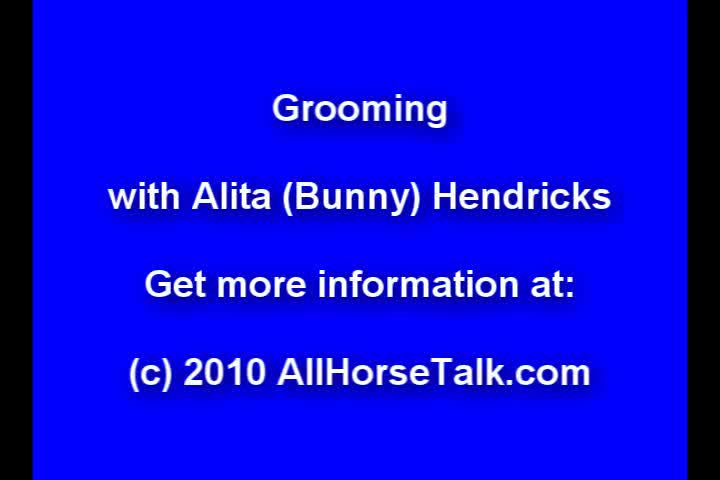 Grooming
with Alita (Bunny) Hendricks
Get more information at:
(c) 2010 AllHorseTalk.com